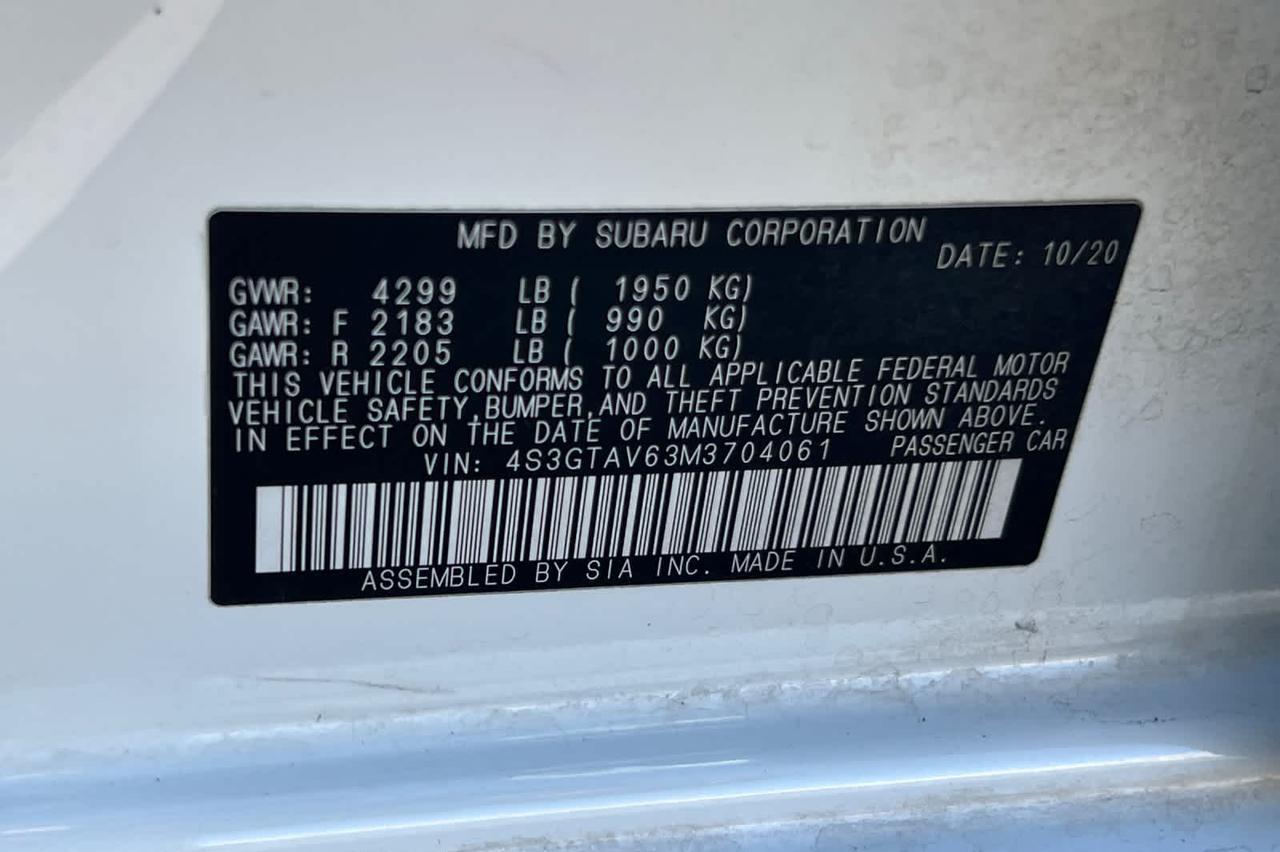 MFD BY SUBARU CORPORATION
DATE: 10/20
GVWR: 4299 LB ( 1950 KG)
GAWR: F 2183 LB ( 990 KG)
GAWR: R 2205 LB ( 1000 KG)
THIS VEHICLE CONFORMS TO ALL APPLICABLE FEDERAL MOTOR
VEHICLE SAFETY,BUMPER,AND THEFT PREVENTION STANDARDS
IN EFFECT ON THE DATE OF MANUFACTURE SHOWN ABOVE.
VIN: 4S3GTAV63M3704061 PASSENGER CAR
ASSEMBLED BY SIA INC. MADE IN U.S.A.